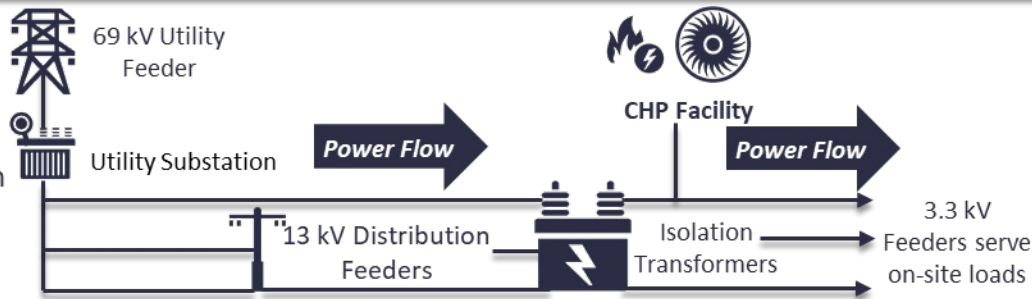 69 kV Utility
Feeder
Utility Substation
Power Flow
13 kV Distribution
Feeders
CHP Facility
Power Flow
Isolation
Transformers
3.3 kV
Feeders serve
on-site loads